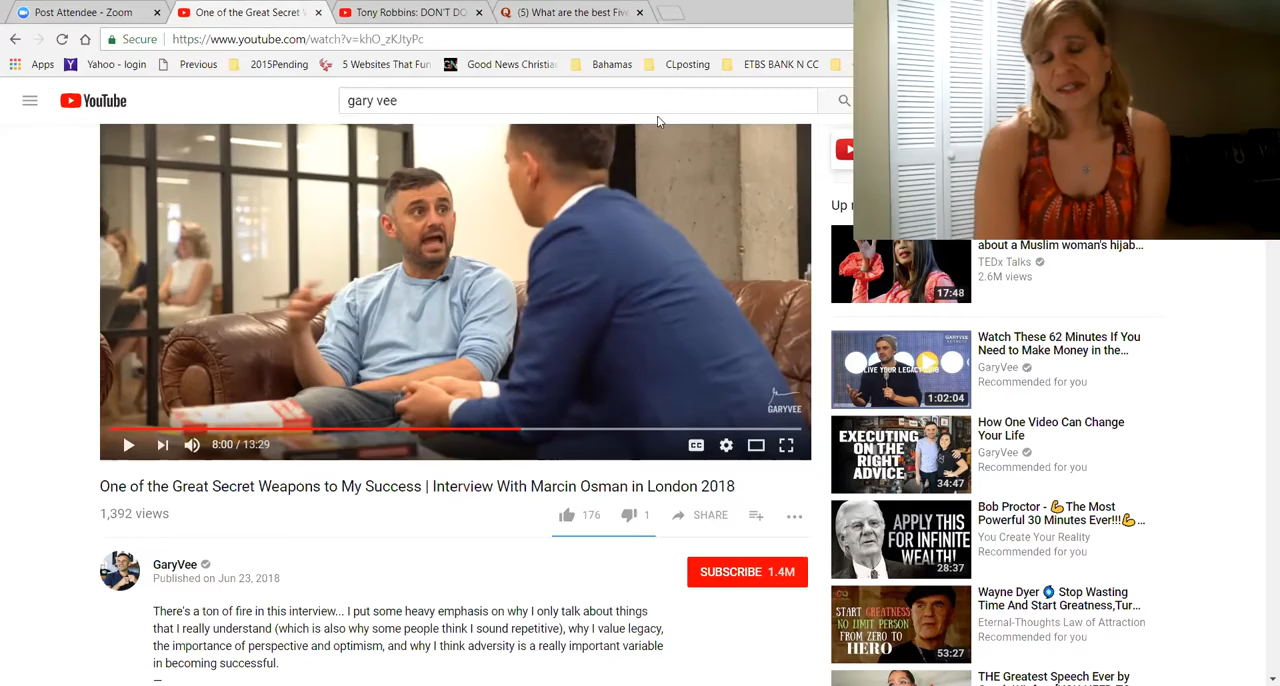 Post Attendee - Zoom
One of the Great Secret
Tony Robbins: DON'T DO
(5) What are the best Five
Secure
https://www.youtube.com/watch?v=khO_zKJtyPc
Apps
Yahoo - login
Previous
5 Websites That Fun
Good News Christia
Bahamas
CLposting
ETBS BANK N CC
YouTube
gary vee
GARYVEE
8:00 / 13:29
CC
One of the Great Secret Weapons to My Success | Interview With Marcin Osman in London 2018
1,392 views
176
1
SHARE
GaryVee
Published on Jun 23, 2018
SUBSCRIBE 1.4M
There's a ton of fire in this interview... I put some heavy emphasis on why I only talk about things
that I really understand (which is also why some people think I sound repetitive), why I value legacy,
the importance of perspective and optimism, and why I think adversity is a really important variable
in becoming successful.
Up
about a Muslim woman's hijab...
TEDx Talks
2.6M views
17:48
Watch These 62 Minutes If You
Need to Make Money in the...
GaryVee
Recommended for you
GARYVEE
LIVE YOUR LEGACY
1:02:04
How One Video Can Change
Your Life
GaryVee
Recommended for you
EXECUTING
ON THE
RIGHT
ADVICE
34:47
Bob Proctor - 💪The Most
Powerful 30 Minutes Ever!!!💪...
You Create Your Reality
Recommended for you
APPLY THIS
FOR INFINITE
WEALTH!
28:37
Wayne Dyer 🧿 Stop Wasting
Time And Start Greatness,Tur...
Eternal-Thoughts Law of Attraction
Recommended for you
START GREATNESS
NO LIMIT PERSON
FROM ZERO TO
HERO
53:27
THE Greatest Speech Ever by